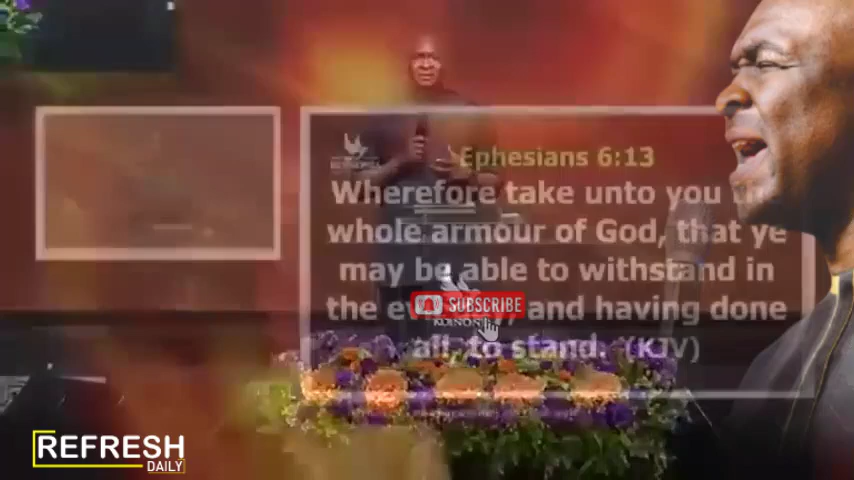 Ephesians 6:13
Wherefore take unto you
whole armour of God, that ye
may be able to withstand in
the and having done
all, to stand. (KJV)
SUBSCRIBE
REFRESH
DAILY